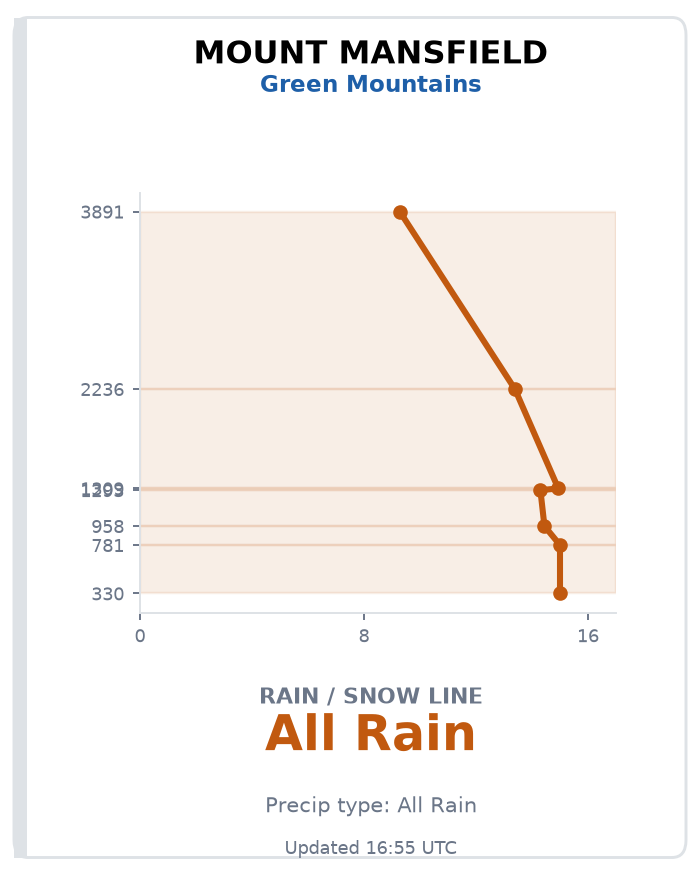 MOUNT MANSFIELD
Green Mountains
3891
2236
958
781
330
0 8 16
RAIN / SNOW LINE
All Rain
Precip type: All Rain
Updated 16:55 UTC